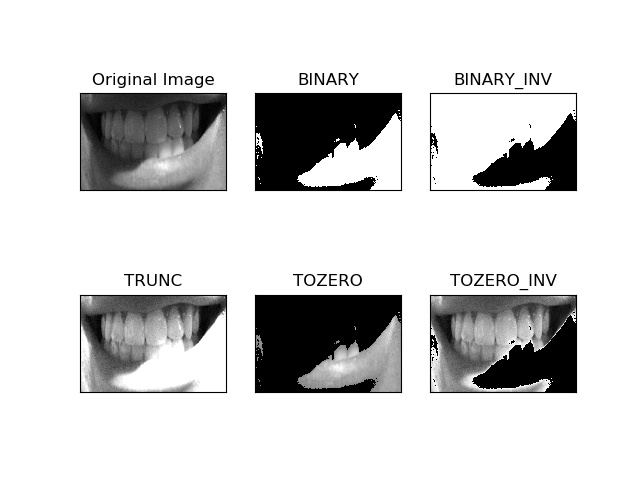 Original Image
BINARY
BINARY_INV
TRUNC
TOZERO
TOZERO_INV